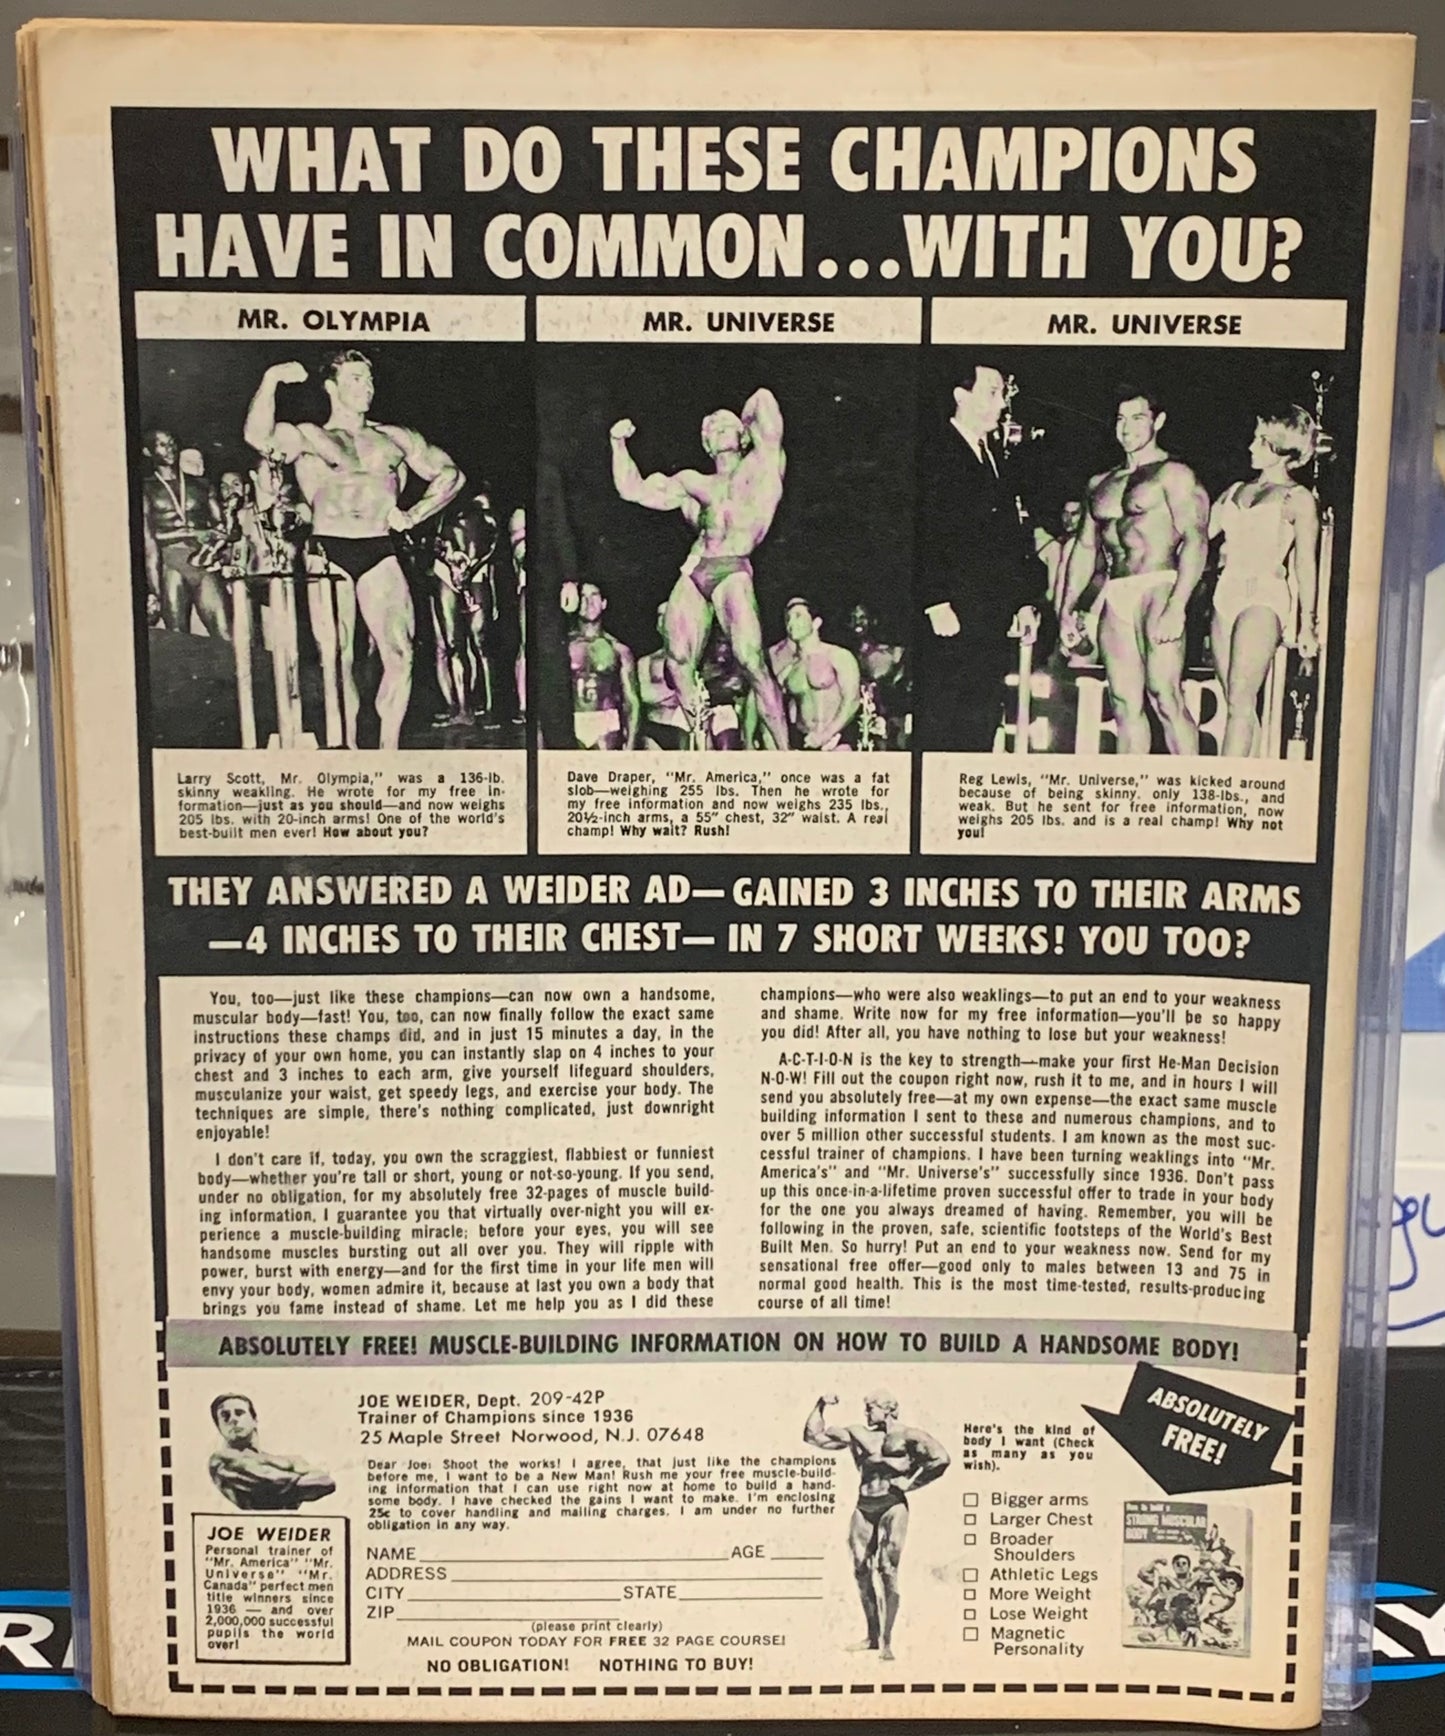 WHAT DO THESE CHAMPIONS
HAVE IN COMMON...WITH YOU?
MR. OLYMPIA
MR. UNIVERSE
MR. UNIVERSE
Larry Scott, Mr. Olympia," was a 136-lb.
skinny weakling. He wrote for my free in-
formation—just as you should—and now weighs
205 lbs. with 20-inch arms! One of the world's
best-built men ever! How about you?
Dave Draper, "Mr. America," once was a fat
slob—weighing 255 lbs. Then he wrote for
my free information and now weighs 235 lbs.,
20½-inch arms, a 55" chest, 32" waist. A real
champ! Why wait? Rush!
Reg Lewis, "Mr. Universe," was kicked around
because of being skinny. only 138-lbs., and
weak. But he sent for free information, now
weighs 205 lbs. and is a real champ! Why not
you!
THEY ANSWERED A WEIDER AD—GAINED 3 INCHES TO THEIR ARMS
—4 INCHES TO THEIR CHEST— IN 7 SHORT WEEKS! YOU TOO?
You, too—just like these champions—can now own a handsome,
muscular body—fast! You, too, can now finally follow the exact same
instructions these champs did, and in just 15 minutes a day, in the
privacy of your own home, you can instantly slap on 4 inches to your
chest and 3 inches to each arm, give yourself lifeguard shoulders,
muscularize your waist, get speedy legs, and exercise your body. The
techniques are simple, there's nothing complicated, just downright
enjoyable!
I don't care if, today, you own the scraggiest, flabbiest or funniest
body—whether you're tall or short, young or not-so-young. If you send,
under no obligation, for my absolutely free 32-pages of muscle build-
ing information, I guarantee you that virtually over-night you will ex-
perience a muscle-building miracle; before your eyes, you will see
handsome muscles bursting out all over you. They will ripple with
power, burst with energy—and for the first time in your life men will
envy your body, women admire it, because at last you own a body that
brings you fame instead of shame. Let me help you as I did these
champions—who were also weaklings—to put an end to your weakness
and shame. Write now for my free information—you'll be so happy
you did! After all, you have nothing to lose but your weakness!
A-C-T-I-O-N is the key to strength—make your first He-Man Decision
N-O-W! Fill out the coupon right now, rush it to me, and in hours I will
send you absolutely free—at my own expense—the exact same muscle
building information I sent to these and numerous champions, and to
over 5 million other successful students. I am known as the most suc-
cessful trainer of champions. I have been turning weaklings into "Mr.
America's" and "Mr. Universe's" successfully since 1936. Don't pass
up this once-in-a-lifetime proven successful offer to trade in your body
for the one you always dreamed of having. Remember, you will be
following in the proven, safe, scientific footsteps of the World's Best
Built Men. So hurry! Put an end to your weakness now. Send for my
sensational free offer—good only to males between 13 and 75 in
normal good health. This is the most time-tested, results-producing
course of all time!
ABSOLUTELY FREE! MUSCLE-BUILDING INFORMATION ON HOW TO BUILD A HANDSOME BODY!
JOE WEIDER
Personal trainer of
"Mr. America" "Mr.
Universe" "Mr.
Canada" perfect men
title winners since
1936 — and over
2,000,000 successful
pupils the world
over!
JOE WEIDER, Dept. 209-42P
Trainer of Champions since 1936
25 Maple Street Norwood, N.J. 07648
Dear Joe: Shoot the works! I agree, that just like the champions
before me, I want to be a New Man! Rush me your free muscle-build-
ing information that I can use right now at home to build a hand-
some body. I have checked the gains I want to make. I'm enclosing
25c to cover handling and mailing charges. I am under no further
obligation in any way.
NAME AGE
ADDRESS
CITY STATE
ZIP
(please print clearly)
MAIL COUPON TODAY FOR FREE 32 PAGE COURSE!
NO OBLIGATION! NOTHING TO BUY!
Here's the kind of
body I want (Check
as many as you
wish).
Bigger arms
Larger Chest
Broader
Shoulders
Athletic Legs
More Weight
Lose Weight
Magnetic
Personality
ABSOLUTELY
FREE!
How to build a
STRONG MUSCULAR
BODY